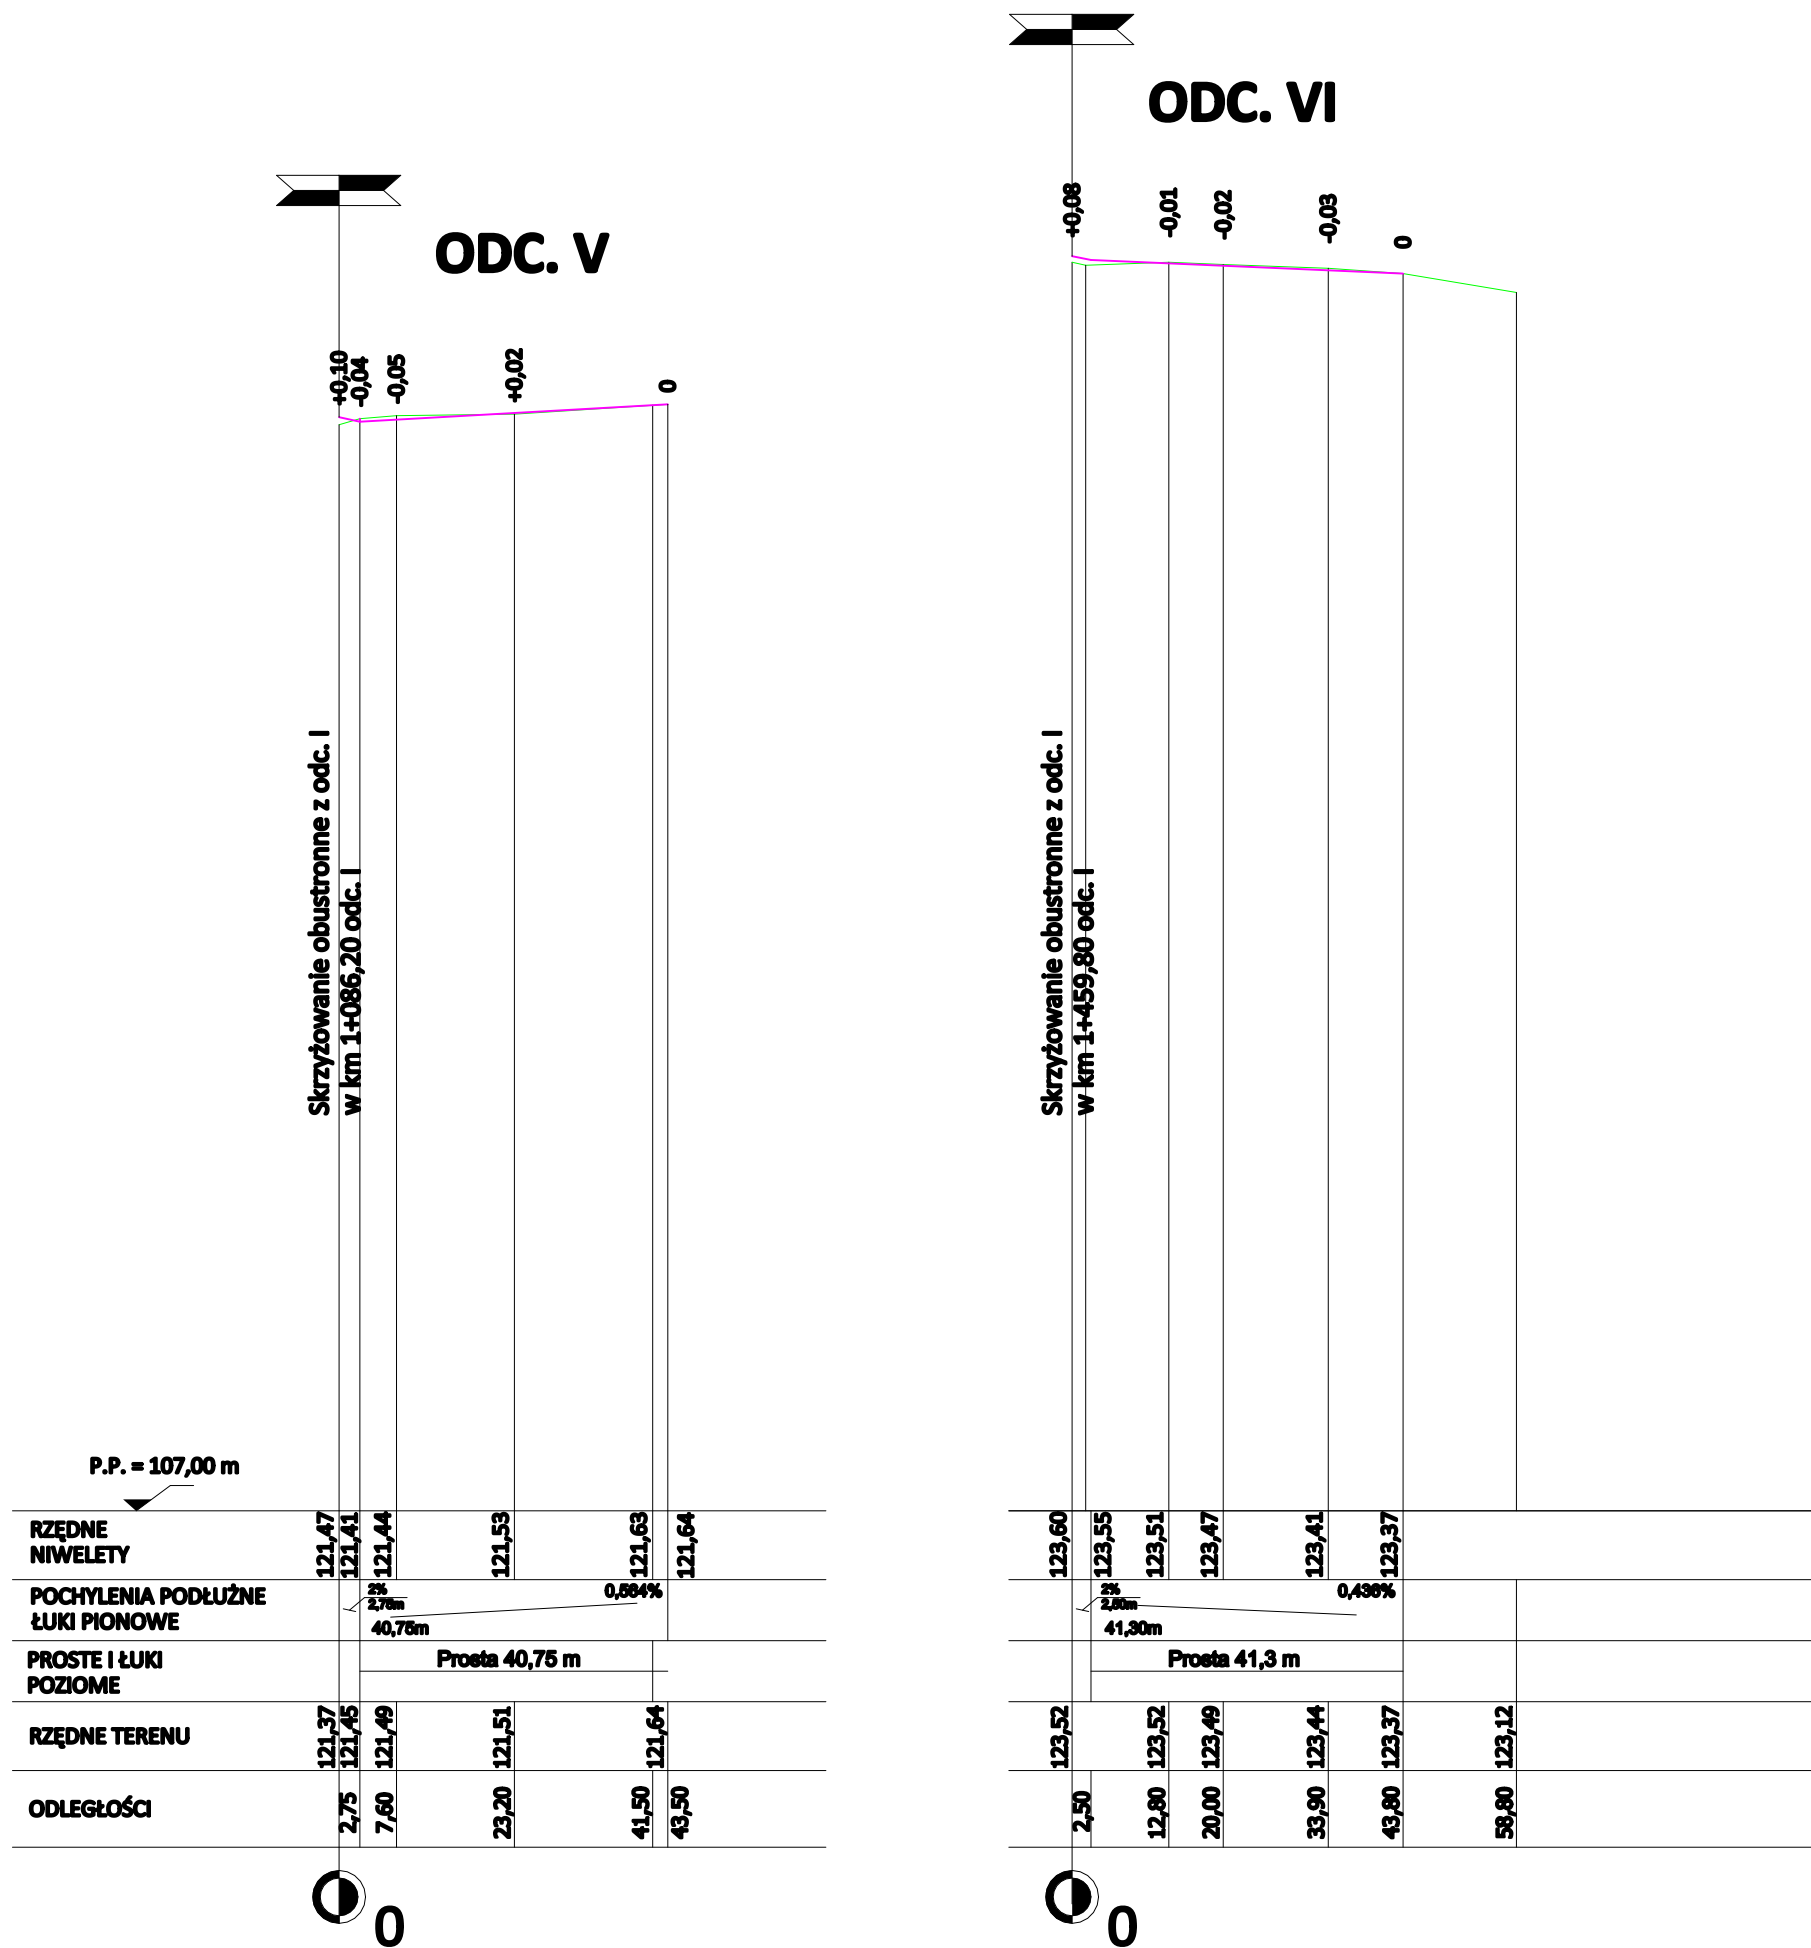 ODC. VI
+0,08
-0,01
-0,02
-0,03
0
ODC. V
+0,10
-0,04
-0,05
+0,02
0
Skrzyżowanie obustronne z odc. I
w km 1+086,20 odc. I
Skrzyżowanie obustronne z odc. I
w km 1+459,80 odc. I
P.P. = 107,00 m
RZĘDNE
NIWELETY
121,47
121,41
121,44
121,53
121,63
121,64
123,60
123,55
123,51
123,47
123,41
123,37
POCHYLENIA PODŁUŻNE
ŁUKI PIONOWE
2%
2,75m
40,75m
0,564%
2%
2,50m
41,30m
0,436%
PROSTE I ŁUKI
POZIOME
Prosta 40,75 m
Prosta 41,3 m
RZĘDNE TERENU
121,37
121,45
121,49
121,51
121,64
123,52
123,52
123,49
123,44
123,37
123,12
ODLEGŁOŚCI
2,75
7,60
23,20
41,50
43,50
2,50
12,80
20,00
33,90
43,80
58,80
0
0